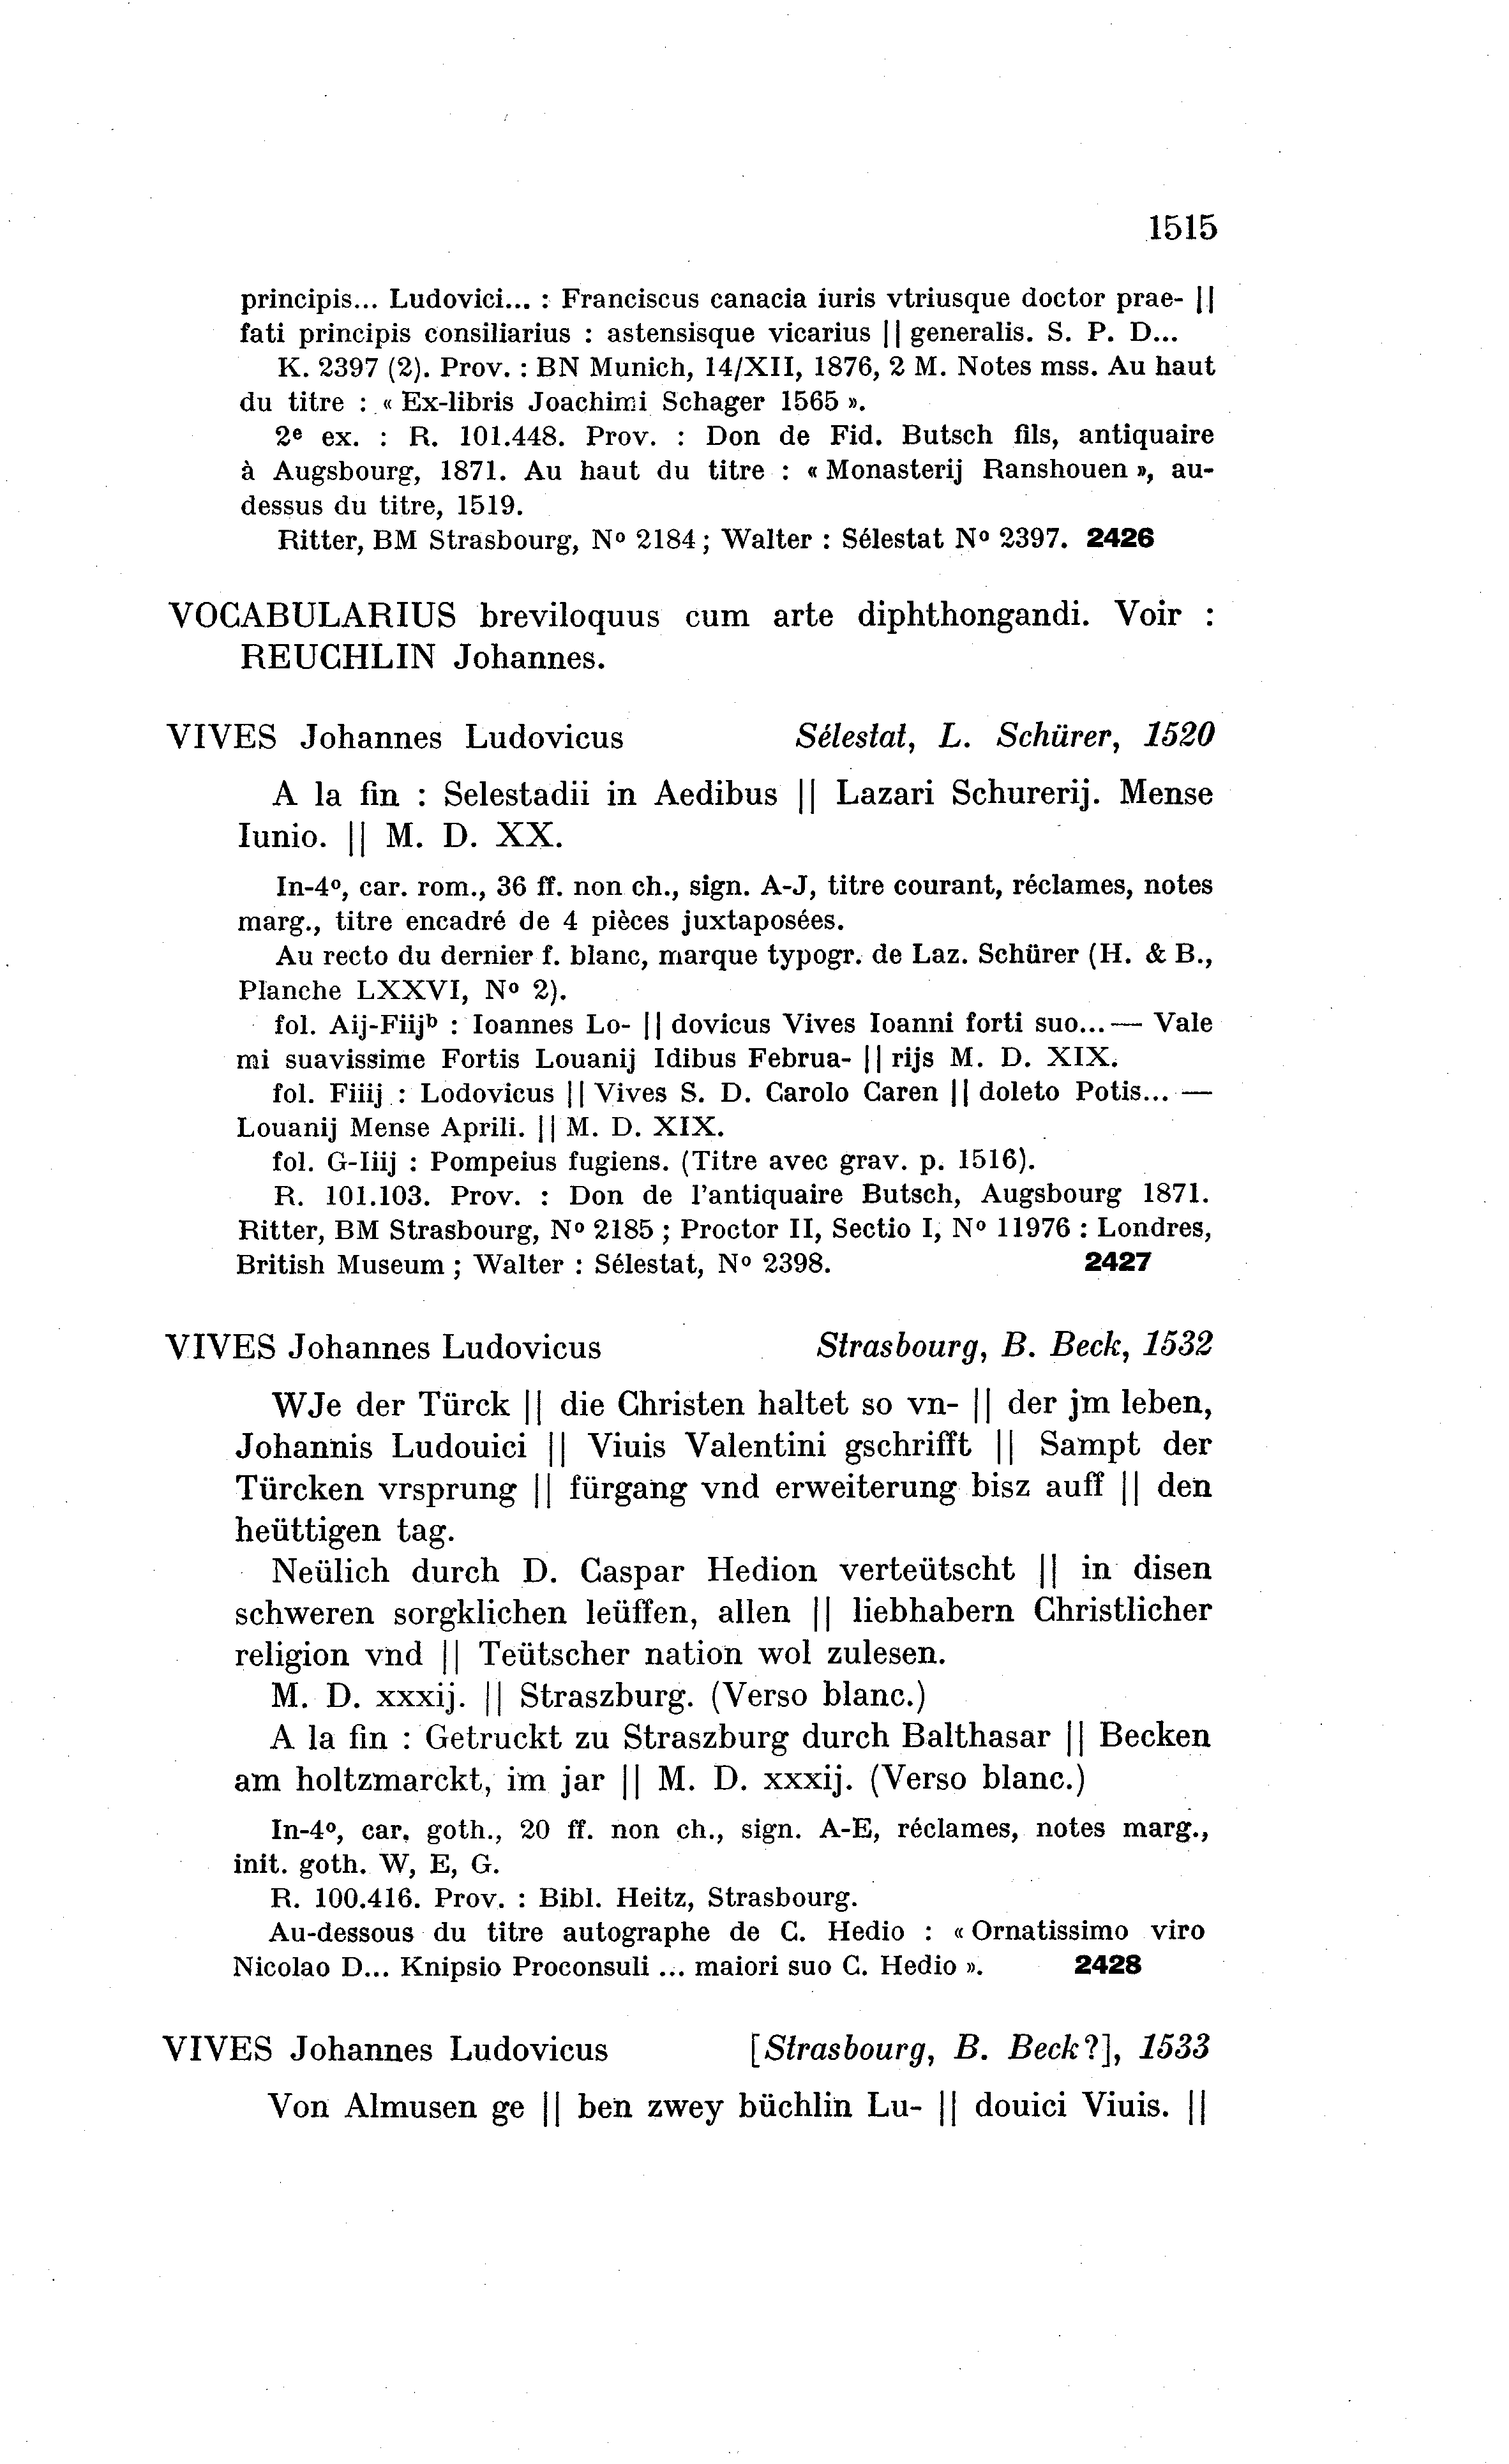 1515
principis... Ludovici... : Franciscus canacia iuris vtriusque doctor prae- ||
fati principis consiliarius : astensisque vicarius || generalis. S. P. D...
K. 2397 (2). Prov. : BN Munich, 14/XII, 1876, 2 M. Notes mss. Au haut
du titre : « Ex-libris Joachimi Schager 1565 ».
2e ex. : R. 101.448. Prov. : Don de Fid. Butsch fils, antiquaire
à Augsbourg, 1871. Au haut du titre : « Monasterij Ranshouen », au-
dessus du titre, 1519.
Ritter, BM Strasbourg, No 2184 ; Walter : Sélestat No 2397. 2426
VOCABULARIUS breviloquus cum arte diphthongandi. Voir :
REUCHLIN Johannes.
VIVES Johannes Ludovicus Sélestat, L. Schürer, 1520
A la fin : Selestadii in Aedibus || Lazari Schurerij. Mense
Iunio. || M. D. XX.
In-4o, car. rom., 36 ff. non ch., sign. A-J, titre courant, réclames, notes
marg., titre encadré de 4 pièces juxtaposées.
Au recto du dernier f. blanc, marque typogr. de Laz. Schürer (H. & B.,
Planche LXXVI, No 2).
fol. Aij-Fiijb : Ioannes Lo- || dovicus Vives Ioanni forti suo... — Vale
mi suavissime Fortis Louanij Idibus Februa- || rijs M. D. XIX.
fol. Fiiij : Lodovicus || Vives S. D. Carolo Caren || doleto Potis... —
Louanij Mense Aprili. || M. D. XIX.
fol. G-Iiij : Pompeius fugiens. (Titre avec grav. p. 1516).
R. 101.103. Prov. : Don de l'antiquaire Butsch, Augsbourg 1871.
Ritter, BM Strasbourg, No 2185 ; Proctor II, Sectio I, No 11976 : Londres,
British Museum ; Walter : Sélestat, No 2398. 2427
VIVES Johannes Ludovicus Strasbourg, B. Beck, 1532
WJe der Türck || die Christen haltet so vn- || der jm leben,
Johannis Ludouici || Viuis Valentini gschrifft || Sampt der
Türcken vrsprung || fürgang vnd erweiterung bisz auff || den
heüttigen tag.
Neülich durch D. Caspar Hedion verteütscht || in disen
schweren sorgklichen leüffen, allen || liebhabern Christlicher
religion vnd || Teütscher nation wol zulesen.
M. D. xxxij. || Straszburg. (Verso blanc.)
A la fin : Getruckt zu Straszburg durch Balthasar || Becken
am holtzmarckt, im jar || M. D. xxxij. (Verso blanc.)
In-4o, car. goth., 20 ff. non ch., sign. A-E, réclames, notes marg.,
init. goth. W, E, G.
R. 100.416. Prov. : Bibl. Heitz, Strasbourg.
Au-dessous du titre autographe de C. Hedio : « Ornatissimo viro
Nicolao D... Knipsio Proconsuli ... maiori suo C. Hedio ». 2428
VIVES Johannes Ludovicus [Strasbourg, B. Beck?], 1533
Von Almusen ge || ben zwey büchlin Lu- || douici Viuis. ||